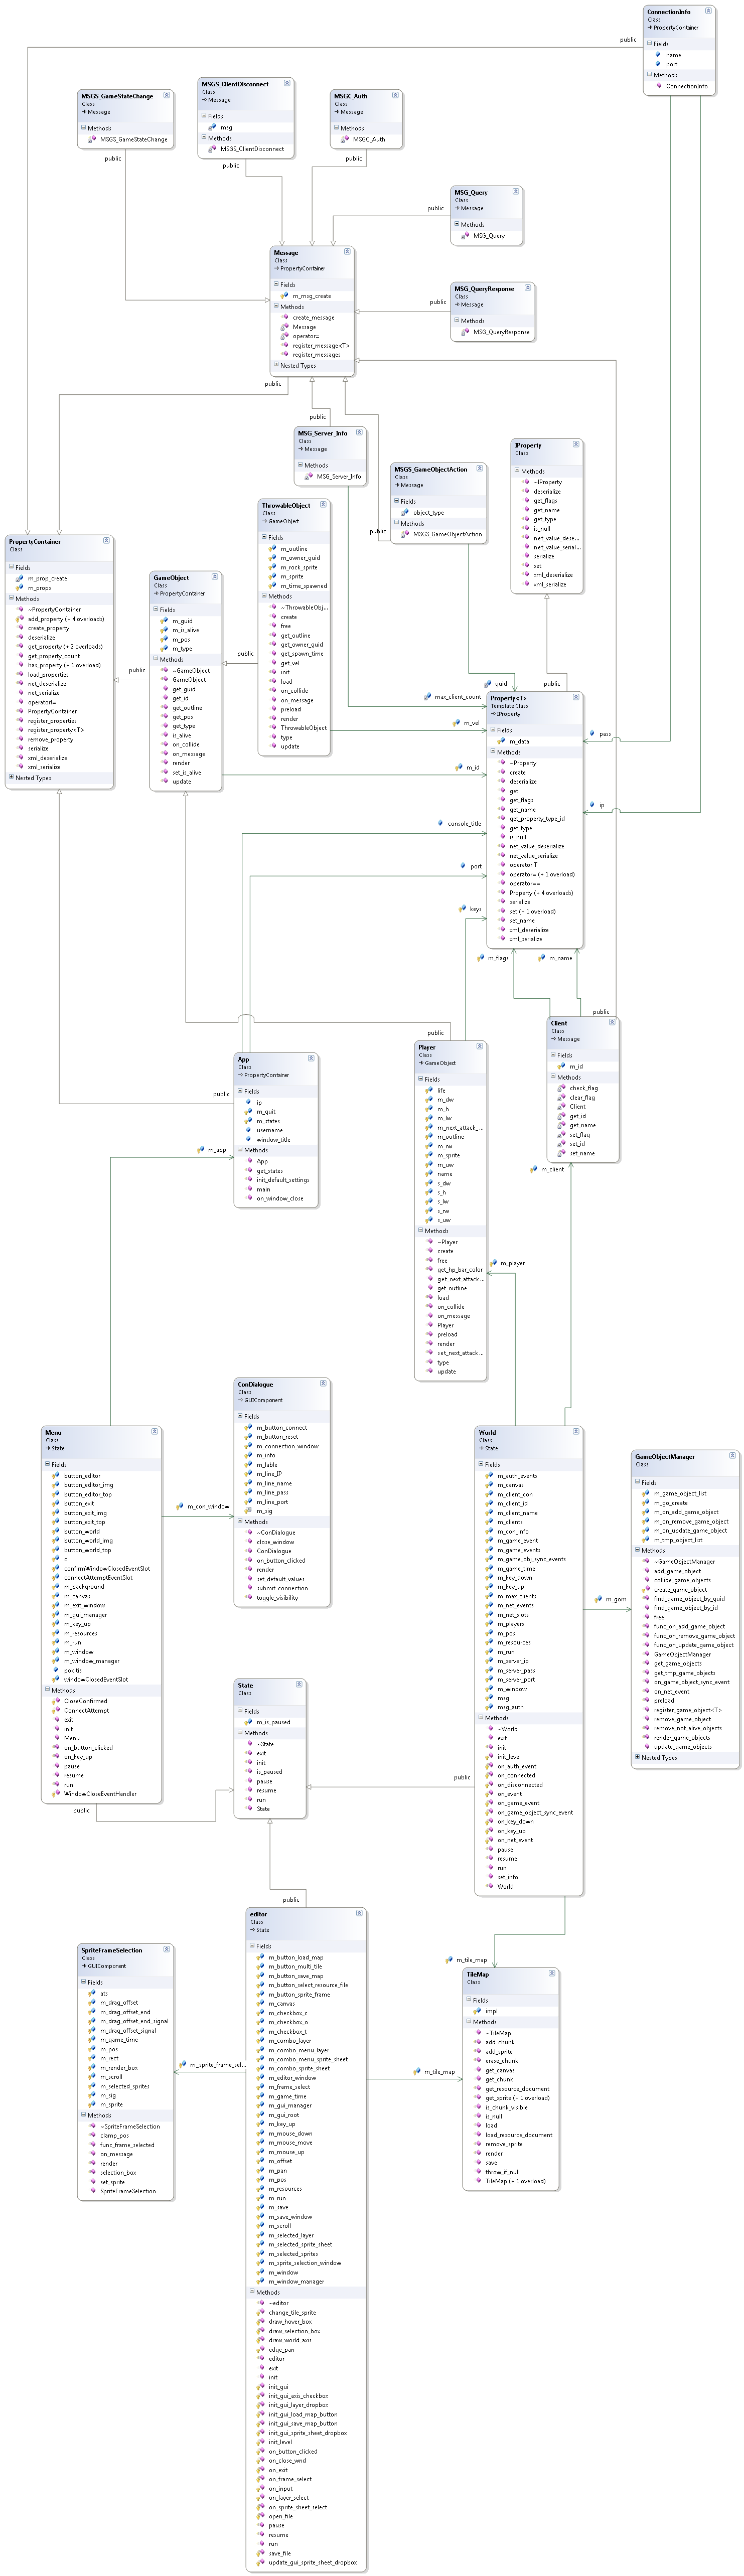 ConnectionInfo
Class
PropertyContainer
Fields
name
port
Methods
ConnectionInfo
public
MSGS_GameStateChange
Class
Message
Methods
MSGS_GameStateChange
public
MSGS_ClientDisconnect
Class
Message
Fields
msg
Methods
MSGS_ClientDisconnect
public
MSGC_Auth
Class
Message
Methods
MSGC_Auth
public
MSG_Query
Class
Message
Methods
MSG_Query
public
Message
Class
PropertyContainer
Fields
m_msg_create
Methods
create_message
Message
operator=
register_message<T>
register_messages
Nested Types
public
MSG_QueryResponse
Class
Message
Methods
MSG_QueryResponse
public
MSG_Server_Info
Class
Message
Methods
MSG_Server_Info
public
MSGS_GameObjectAction
Class
Message
Fields
object_type
Methods
MSGS_GameObjectAction
public
IProperty
Class
Methods
~IProperty
deserialize
get_flags
get_name
get_type
is_null
net_value_dese...
net_value_serial...
serialize
set
xml_deserialize
xml_serialize
public
PropertyContainer
Class
Fields
m_prop_create
m_props
Methods
~PropertyContainer
add_property (+ 4 overloads)
create_property
deserialize
get_property (+ 2 overloads)
get_property_count
has_property (+ 1 overload)
load_properties
net_deserialize
net_serialize
operator!=
PropertyContainer
register_properties
register_property<T>
remove_property
serialize
xml_deserialize
xml_serialize
Nested Types
GameObject
Class
PropertyContainer
Fields
m_guid
m_is_alive
m_pos
m_type
Methods
~GameObject
GameObject
get_guid
get_id
get_outline
get_pos
get_type
is_alive
on_collide
on_message
render
set_is_alive
update
public
ThrowableObject
Class
GameObject
Fields
m_outline
m_owner_guid
m_rock_sprite
m_sprite
m_time_spawned
Methods
~ThrowableObj...
create
free
get_outline
get_owner_guid
get_spawn_time
get_vel
init
load
on_collide
on_message
preload
render
ThrowableObject
type
update
public
guid
max_client_count
m_vel
m_id
console_title
port
keys
pass
ip
Property<T>
Template Class
IProperty
Fields
m_data
Methods
~Property
create
deserialize
get
get_flags
get_name
get_property_type_id
get_type
is_null
net_value_deserialize
net_value_serialize
operator T
operator= (+ 1 overload)
operator==
Property (+ 4 overloads)
serialize
set (+ 1 overload)
set_name
xml_deserialize
xml_serialize
m_flags
m_name
public
Client
Class
Message
Fields
m_id
Methods
check_flag
clear_flag
Client
get_id
get_name
set_flag
set_id
set_name
m_client
public
Player
Class
GameObject
Fields
life
m_dw
m_h
m_lw
m_next_attack_...
m_outline
m_rw
m_sprite
m_uw
name
s_dw
s_h
s_lw
s_rw
s_uw
Methods
~Player
create
free
get_hp_bar_color
get_next_attack...
get_outline
load
on_collide
on_message
Player
preload
render
set_next_attack...
type
update
m_player
App
Class
PropertyContainer
Fields
ip
m_quit
m_states
username
window_title
Methods
App
get_states
init_default_settings
main
on_window_close
public
m_app
ConDialogue
Class
GUIComponent
Fields
m_button_connect
m_button_reset
m_connection_window
m_info
m_lable
m_line_IP
m_line_name
m_line_pass
m_line_port
m_sig
Methods
~ConDialogue
close_window
ConDialogue
on_button_clicked
render
set_default_values
submit_connection
toggle_visibility
m_con_window
Menu
Class
State
Fields
button_editor
button_editor_img
button_editor_top
button_exit
button_exit_img
button_exit_top
button_world
button_world_img
button_world_top
c
confirmWindowClosedEventSlot
connectAttemptEventSlot
m_background
m_canvas
m_exit_window
m_gui_manager
m_key_up
m_resources
m_run
m_window
m_window_manager
pokitis
windowClosedEventSlot
Methods
CloseConfirmed
ConnectAttempt
exit
init
Menu
on_button_clicked
on_key_up
pause
resume
run
WindowCloseEventHandler
public
World
Class
State
Fields
m_auth_events
m_canvas
m_client_con
m_client_id
m_client_name
m_clients
m_con_info
m_game_event
m_game_events
m_game_obj_sync_events
m_game_time
m_key_down
m_key_up
m_max_clients
m_net_events
m_net_slots
m_players
m_pos
m_resources
m_run
m_server_ip
m_server_pass
m_server_port
m_window
msg
msg_auth
Methods
~World
exit
init
init_level
on_auth_event
on_connected
on_disconnected
on_event
on_game_event
on_game_object_sync_event
on_key_down
on_key_up
on_net_event
pause
resume
run
set_info
World
public
m_gom
GameObjectManager
Class
Fields
m_game_object_list
m_go_create
m_on_add_game_object
m_on_remove_game_object
m_on_update_game_object
m_tmp_object_list
Methods
~GameObjectManager
add_game_object
collide_game_objects
create_game_object
find_game_object_by_guid
find_game_object_by_id
free
func_on_add_game_object
func_on_remove_game_object
func_on_update_game_object
GameObjectManager
get_game_objects
get_tmp_game_objects
on_game_object_sync_event
on_net_event
preload
register_game_object<T>
remove_game_object
remove_not_alive_objects
render_game_objects
update_game_objects
Nested Types
State
Class
Fields
m_is_paused
Methods
~State
exit
init
is_paused
pause
resume
run
State
public
editor
Class
State
Fields
m_button_load_map
m_button_multi_tile
m_button_save_map
m_button_select_resource_file
m_button_sprite_frame
m_canvas
m_checkbox_c
m_checkbox_o
m_checkbox_t
m_combo_layer
m_combo_menu_layer
m_combo_menu_sprite_sheet
m_combo_sprite_sheet
m_editor_window
m_frame_select
m_game_time
m_gui_manager
m_gui_root
m_key_up
m_mouse_down
m_mouse_move
m_mouse_up
m_offset
m_pan
m_pos
m_resources
m_run
m_save
m_save_window
m_scroll
m_selected_layer
m_selected_sprite_sheet
m_selected_sprites
m_sprite_selection_window
m_window
m_window_manager
Methods
~editor
change_tile_sprite
draw_hover_box
draw_selection_box
draw_world_axis
edge_pan
editor
exit
init
init_gui
init_gui_axis_checkbox
init_gui_layer_dropbox
init_gui_load_map_button
init_gui_save_map_button
init_gui_sprite_sheet_dropbox
init_level
on_button_clicked
on_close_wnd
on_exit
on_frame_select
on_input
on_layer_select
on_sprite_sheet_select
open_file
pause
resume
run
save_file
update_gui_sprite_sheet_dropbox
SpriteFrameSelection
Class
GUIComponent
Fields
ats
m_drag_offset
m_drag_offset_end
m_drag_offset_end_signal
m_drag_offset_signal
m_game_time
m_pos
m_rect
m_render_box
m_scroll
m_selected_sprites
m_sig
m_sprite
Methods
~SpriteFrameSelection
clamp_pos
func_frame_selected
on_message
render
selection_box
set_sprite
SpriteFrameSelection
m_sprite_frame_sel...
m_tile_map
m_tile_map
TileMap
Class
Fields
impl
Methods
~TileMap
add_chunk
add_sprite
erase_chunk
get_canvas
get_chunk
get_resource_document
get_sprite (+ 1 overload)
is_chunk_visible
is_null
load
load_resource_document
remove_sprite
render
save
throw_if_null
TileMap (+ 1 overload)